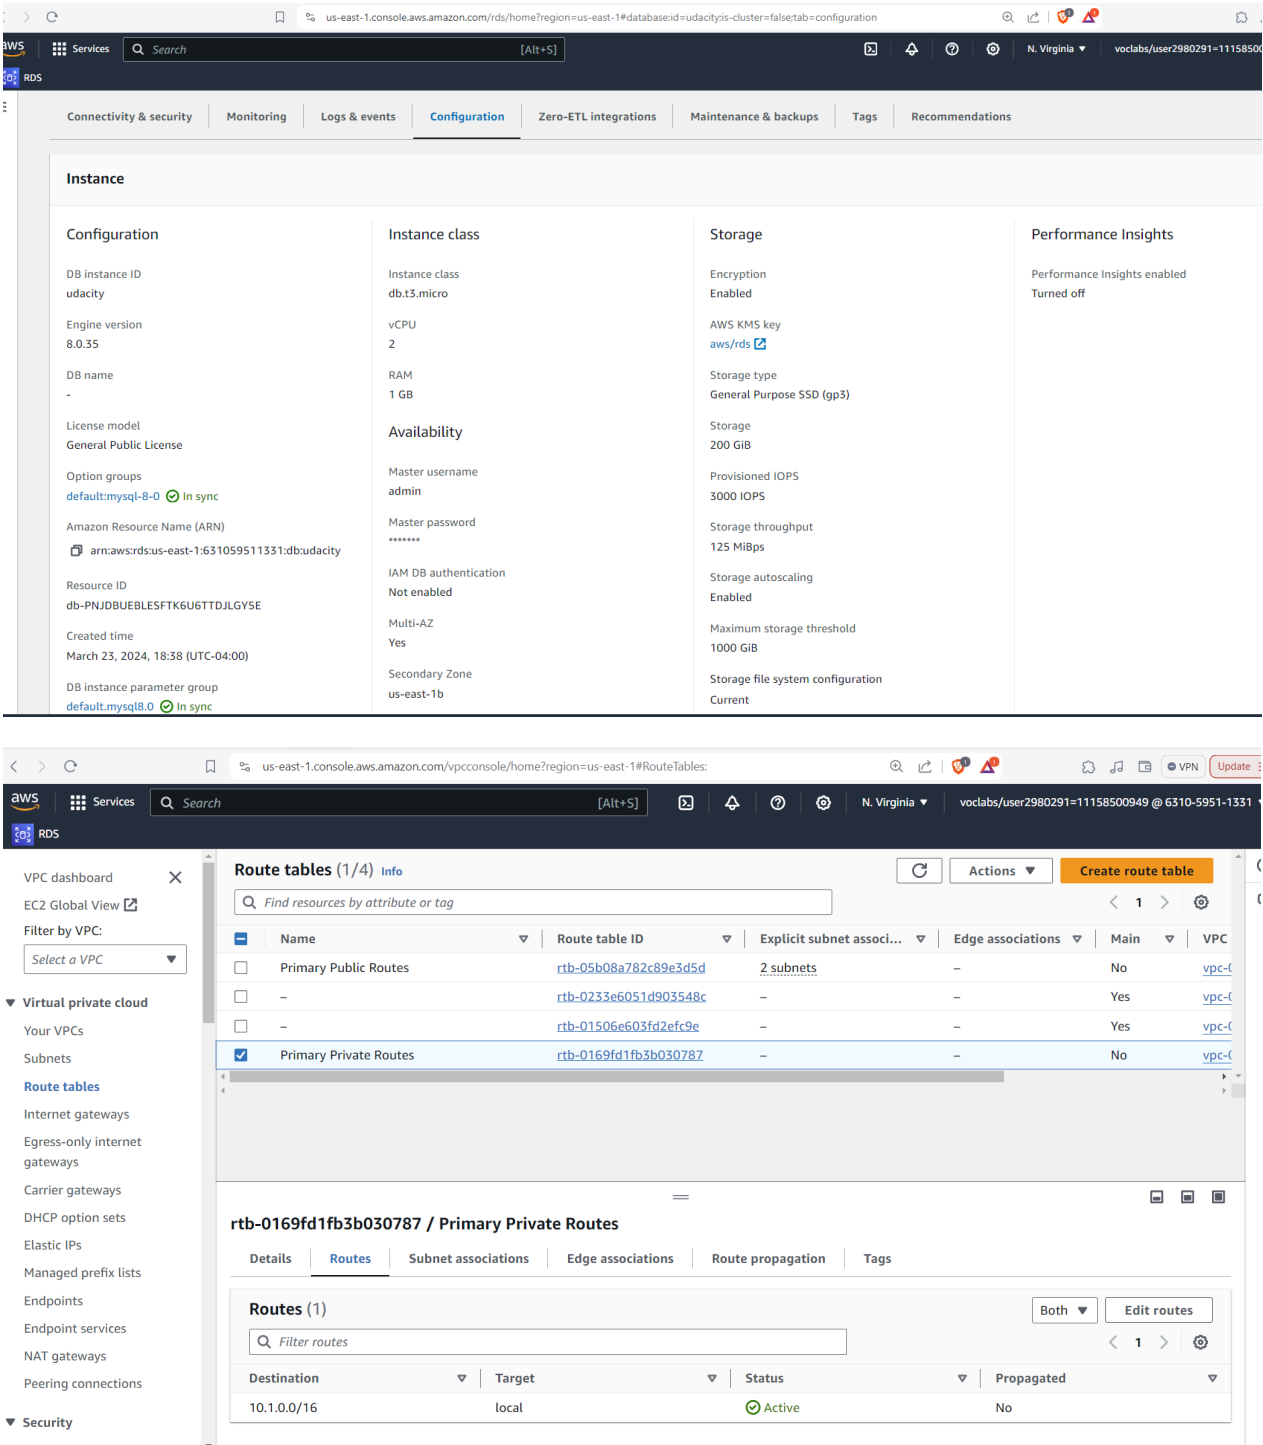 us-east-1.console.aws.amazon.com/rds/home?region=us-east-1#database:id=udacity;is-cluster=false;tab=configuration
aws Services Search [Alt+S] N. Virginia voclabs/user2980291=1115850
RDS
Connectivity & security Monitoring Logs & events Configuration Zero-ETL integrations Maintenance & backups Tags Recommendations
Instance
Configuration
DB instance ID
udacity
Engine version
8.0.35
DB name
-
License model
General Public License
Option groups
default:mysql-8-0 In sync
Amazon Resource Name (ARN)
arn:aws:rds:us-east-1:631059511331:db:udacity
Resource ID
db-PNJDBUEBLESFTK6U6TTDJLGY5E
Created time
March 23, 2024, 18:38 (UTC-04:00)
DB instance parameter group
default.mysql8.0 In sync
Instance class
Instance class
db.t3.micro
vCPU
2
RAM
1 GB
Availability
Master username
admin
Master password
*******
IAM DB authentication
Not enabled
Multi-AZ
Yes
Secondary Zone
us-east-1b
Storage
Encryption
Enabled
AWS KMS key
aws/rds
Storage type
General Purpose SSD (gp3)
Storage
200 GiB
Provisioned IOPS
3000 IOPS
Storage throughput
125 MiBps
Storage autoscaling
Enabled
Maximum storage threshold
1000 GiB
Storage file system configuration
Current
Performance Insights
Performance Insights enabled
Turned off
us-east-1.console.aws.amazon.com/vpcconsole/home?region=us-east-1#RouteTables: VPN Update
aws Services Search [Alt+S] N. Virginia voclabs/user2980291=11158500949 @ 6310-5951-1331
RDS
VPC dashboard
EC2 Global View
Filter by VPC:
Select a VPC
Virtual private cloud
Your VPCs
Subnets
Route tables
Internet gateways
Egress-only internet
gateways
Carrier gateways
DHCP option sets
Elastic IPs
Managed prefix lists
Endpoints
Endpoint services
NAT gateways
Peering connections
Security
Route tables (1/4) Info Actions Create route table
Find resources by attribute or tag 1
Name Route table ID Explicit subnet associ... Edge associations Main VPC
Primary Public Routes rtb-05b08a782c89e3d5d 2 subnets – No vpc-0
– rtb-0233e6051d903548c – – Yes vpc-0
– rtb-01506e603fd2efc9e – – Yes vpc-0
Primary Private Routes rtb-0169fd1fb3b030787 – – No vpc-0
rtb-0169fd1fb3b030787 / Primary Private Routes
Details Routes Subnet associations Edge associations Route propagation Tags
Routes (1) Both Edit routes
Filter routes 1
Destination Target Status Propagated
10.1.0.0/16 local Active No